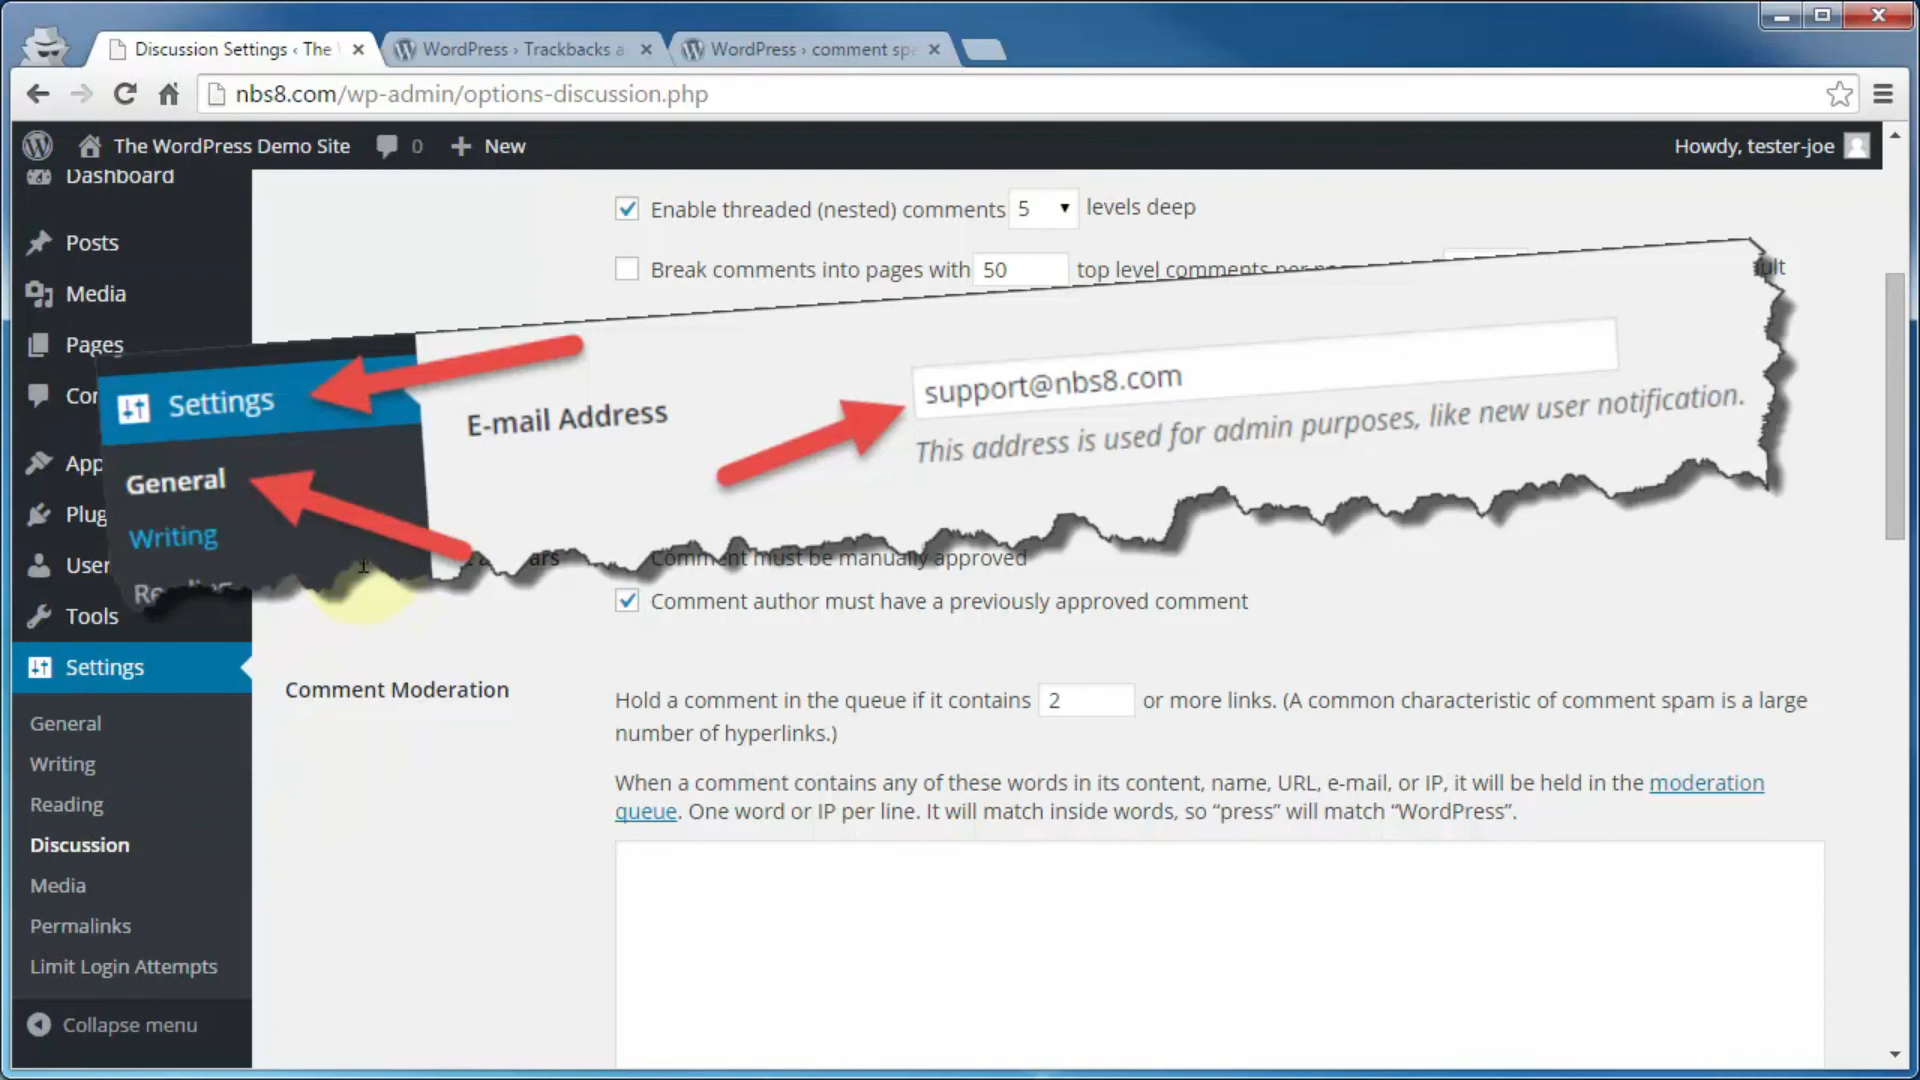 Discussion Settings ‹ The
WordPress › Trackbacks a
WordPress › comment spa
nbs8.com/wp-admin/options-discussion.php
The WordPress Demo Site
0
New
Howdy, tester-joe
Dashboard
Posts
Media
Pages
Com
App
Plug
User
Tools
Settings
General
Writing
Reading
Discussion
Media
Permalinks
Limit Login Attempts
Collapse menu
Enable threaded (nested) comments 5 levels deep
Break comments into pages with 50 top level comments per
Settings
General
Writing
E-mail Address
support@nbs8.com
This address is used for admin purposes, like new user notification.
Comment must be manually approved
Comment author must have a previously approved comment
Comment Moderation
Hold a comment in the queue if it contains 2 or more links. (A common characteristic of comment spam is a large
number of hyperlinks.)
When a comment contains any of these words in its content, name, URL, e-mail, or IP, it will be held in the moderation
queue. One word or IP per line. It will match inside words, so “press” will match “WordPress”.